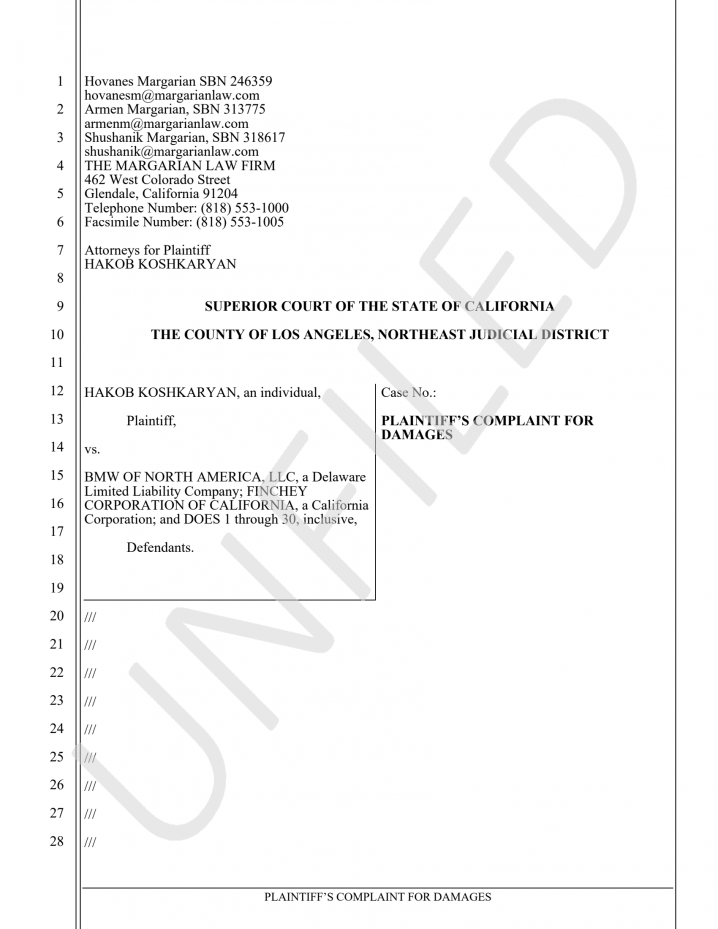 1 Hovanes Margarian SBN 246359
hovanesm@margarianlaw.com
2 Armen Margarian, SBN 313775
armenm@margarianlaw.com
3 Shushanik Margarian, SBN 318617
shushanik@margarianlaw.com
4 THE MARGARIAN LAW FIRM
462 West Colorado Street
5 Glendale, California 91204
Telephone Number: (818) 553-1000
6 Facsimile Number: (818) 553-1005
7 Attorneys for Plaintiff
HAKOB KOSHKARYAN
8
9 SUPERIOR COURT OF THE STATE OF CALIFORNIA
10 THE COUNTY OF LOS ANGELES, NORTHEAST JUDICIAL DISTRICT
11
12 HAKOB KOSHKARYAN, an individual,
13 Plaintiff,
14 vs.
15 BMW OF NORTH AMERICA, LLC, a Delaware
Limited Liability Company; FINCHEY
16 CORPORATION OF CALIFORNIA, a California
Corporation; and DOES 1 through 30, inclusive,
17
Defendants.
18
19
Case No.:
PLAINTIFF'S COMPLAINT FOR
DAMAGES
20 ///
21 ///
22 ///
23 ///
24 ///
25 ///
26 ///
27 ///
28 ///
PLAINTIFF'S COMPLAINT FOR DAMAGES
UNFILED